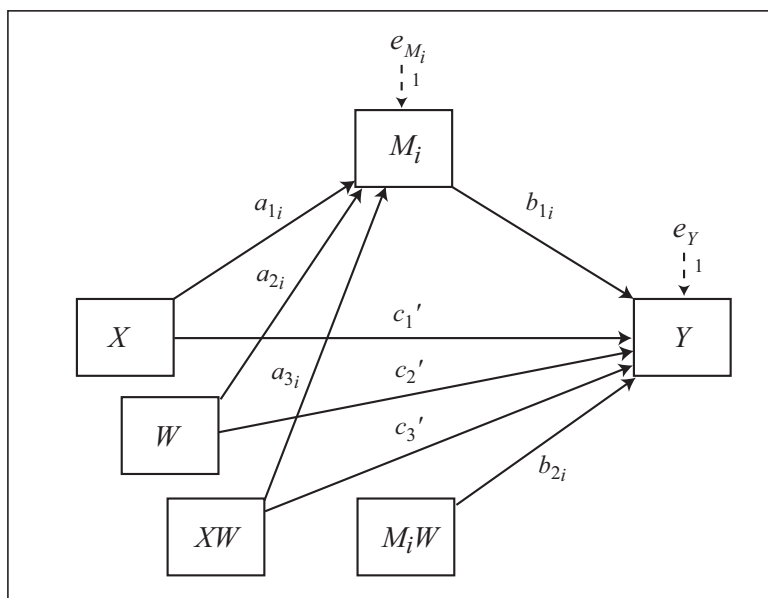 e_{M_i}
1
M_i
a_{1_i}
b_{1_i}
e_Y
1
a_{2_i}
X
c_1′
Y
a_{3_i}
c_2′
W
c_3′
b_{2_i}
XW
M_iW